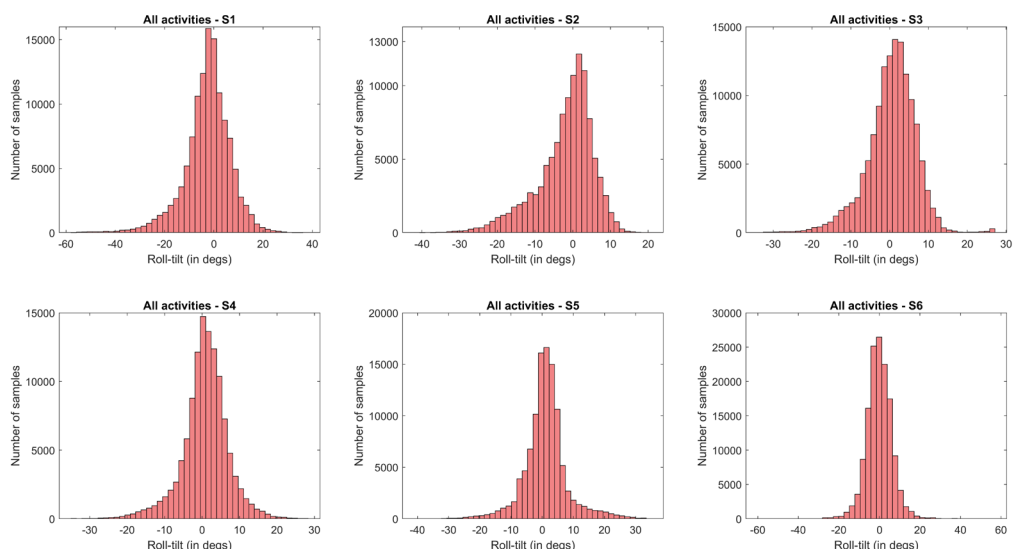 All activities - S1
15000
10000
5000
0
-60 -40 -20 0 20 40
Number of samples
Roll-tilt (in degs)
All activities - S2
13000
10000
5000
0
-40 -30 -20 -10 0 10 20
Number of samples
Roll-tilt (in degs)
All activities - S3
15000
10000
5000
0
-30 -20 -10 0 10 20 30
Number of samples
Roll-tilt (in degs)
All activities - S4
15000
10000
5000
0
-30 -20 -10 0 10 20 30
Number of samples
Roll-tilt (in degs)
All activities - S5
20000
15000
10000
5000
0
-40 -30 -20 -10 0 10 20 30
Number of samples
Roll-tilt (in degs)
All activities - S6
30000
25000
20000
15000
10000
5000
0
-60 -40 -20 0 20 40 60
Number of samples
Roll-tilt (in degs)